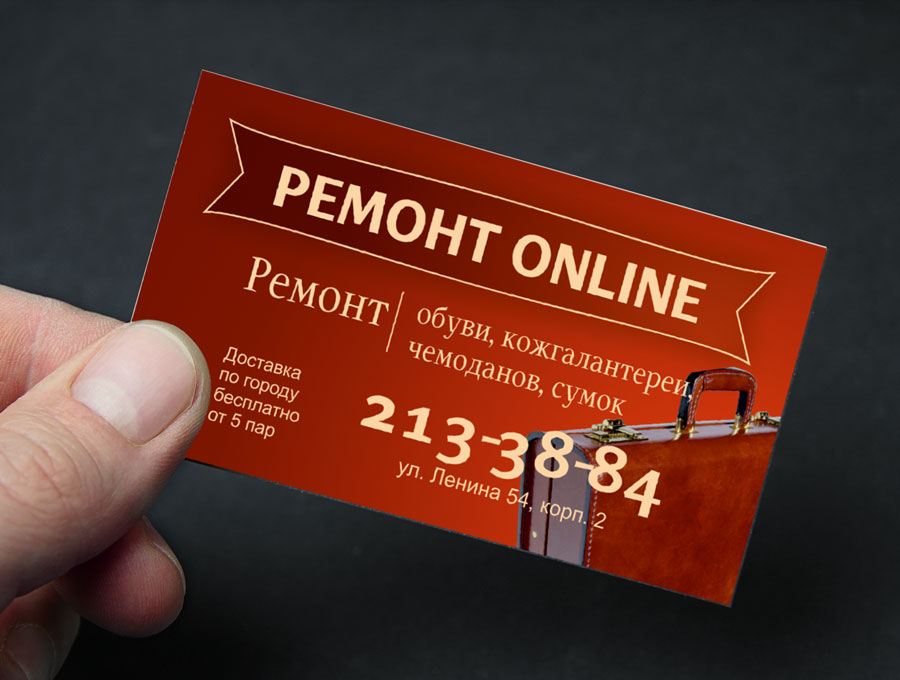 РЕМОНТ ONLINE
Ремонт
обуви, кожгалантереи,
чемоданов, сумок
Доставка
по городу
бесплатно
от 5 пар
213-38-84
ул. Ленина 54, корп. 2